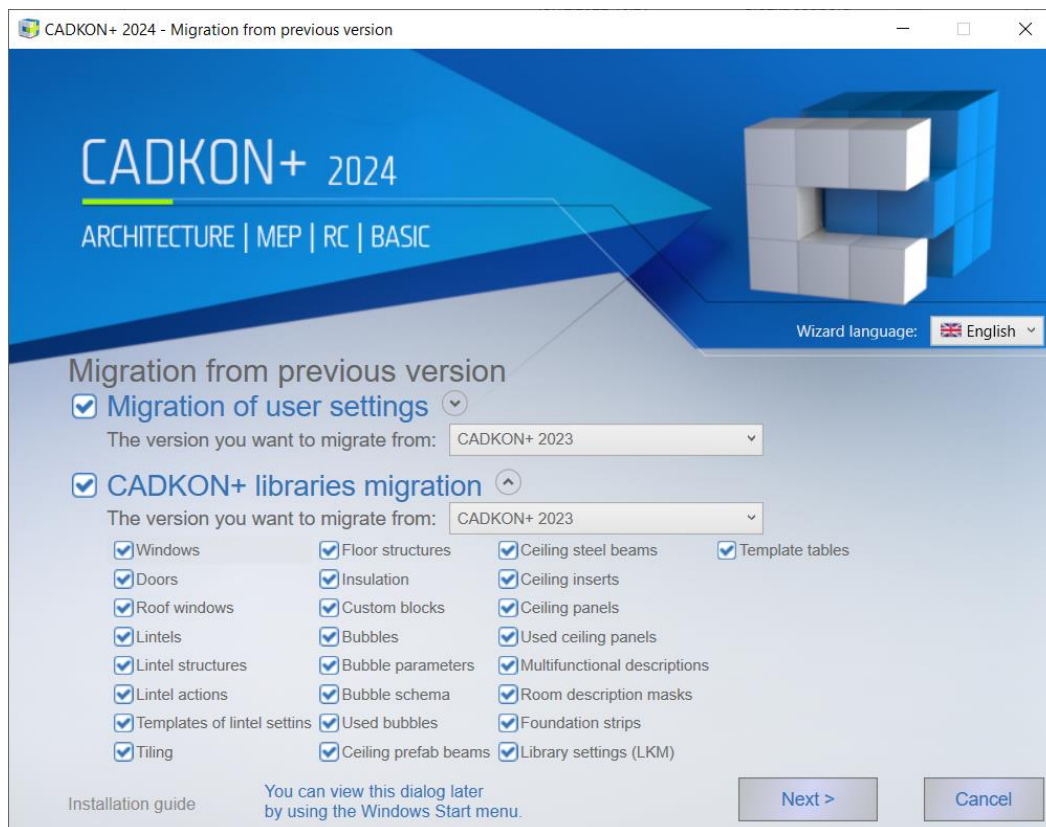 CADKON+ 2024 - Migration from previous version
CADKON+ 2024
ARCHITECTURE | MEP | RC | BASIC
Wizard language: English
Migration from previous version
Migration of user settings
The version you want to migrate from: CADKON+ 2023
CADKON+ libraries migration
The version you want to migrate from: CADKON+ 2023
Windows Floor structures Ceiling steel beams Template tables
Doors Insulation Ceiling inserts
Roof windows Custom blocks Ceiling panels
Lintels Bubbles Used ceiling panels
Lintel structures Bubble parameters Multifunctional descriptions
Lintel actions Bubble schema Room description masks
Templates of lintel settins Used bubbles Foundation strips
Tiling Ceiling prefab beams Library settings (LKM)
Installation guide
You can view this dialog later
by using the Windows Start menu.
Next >
Cancel